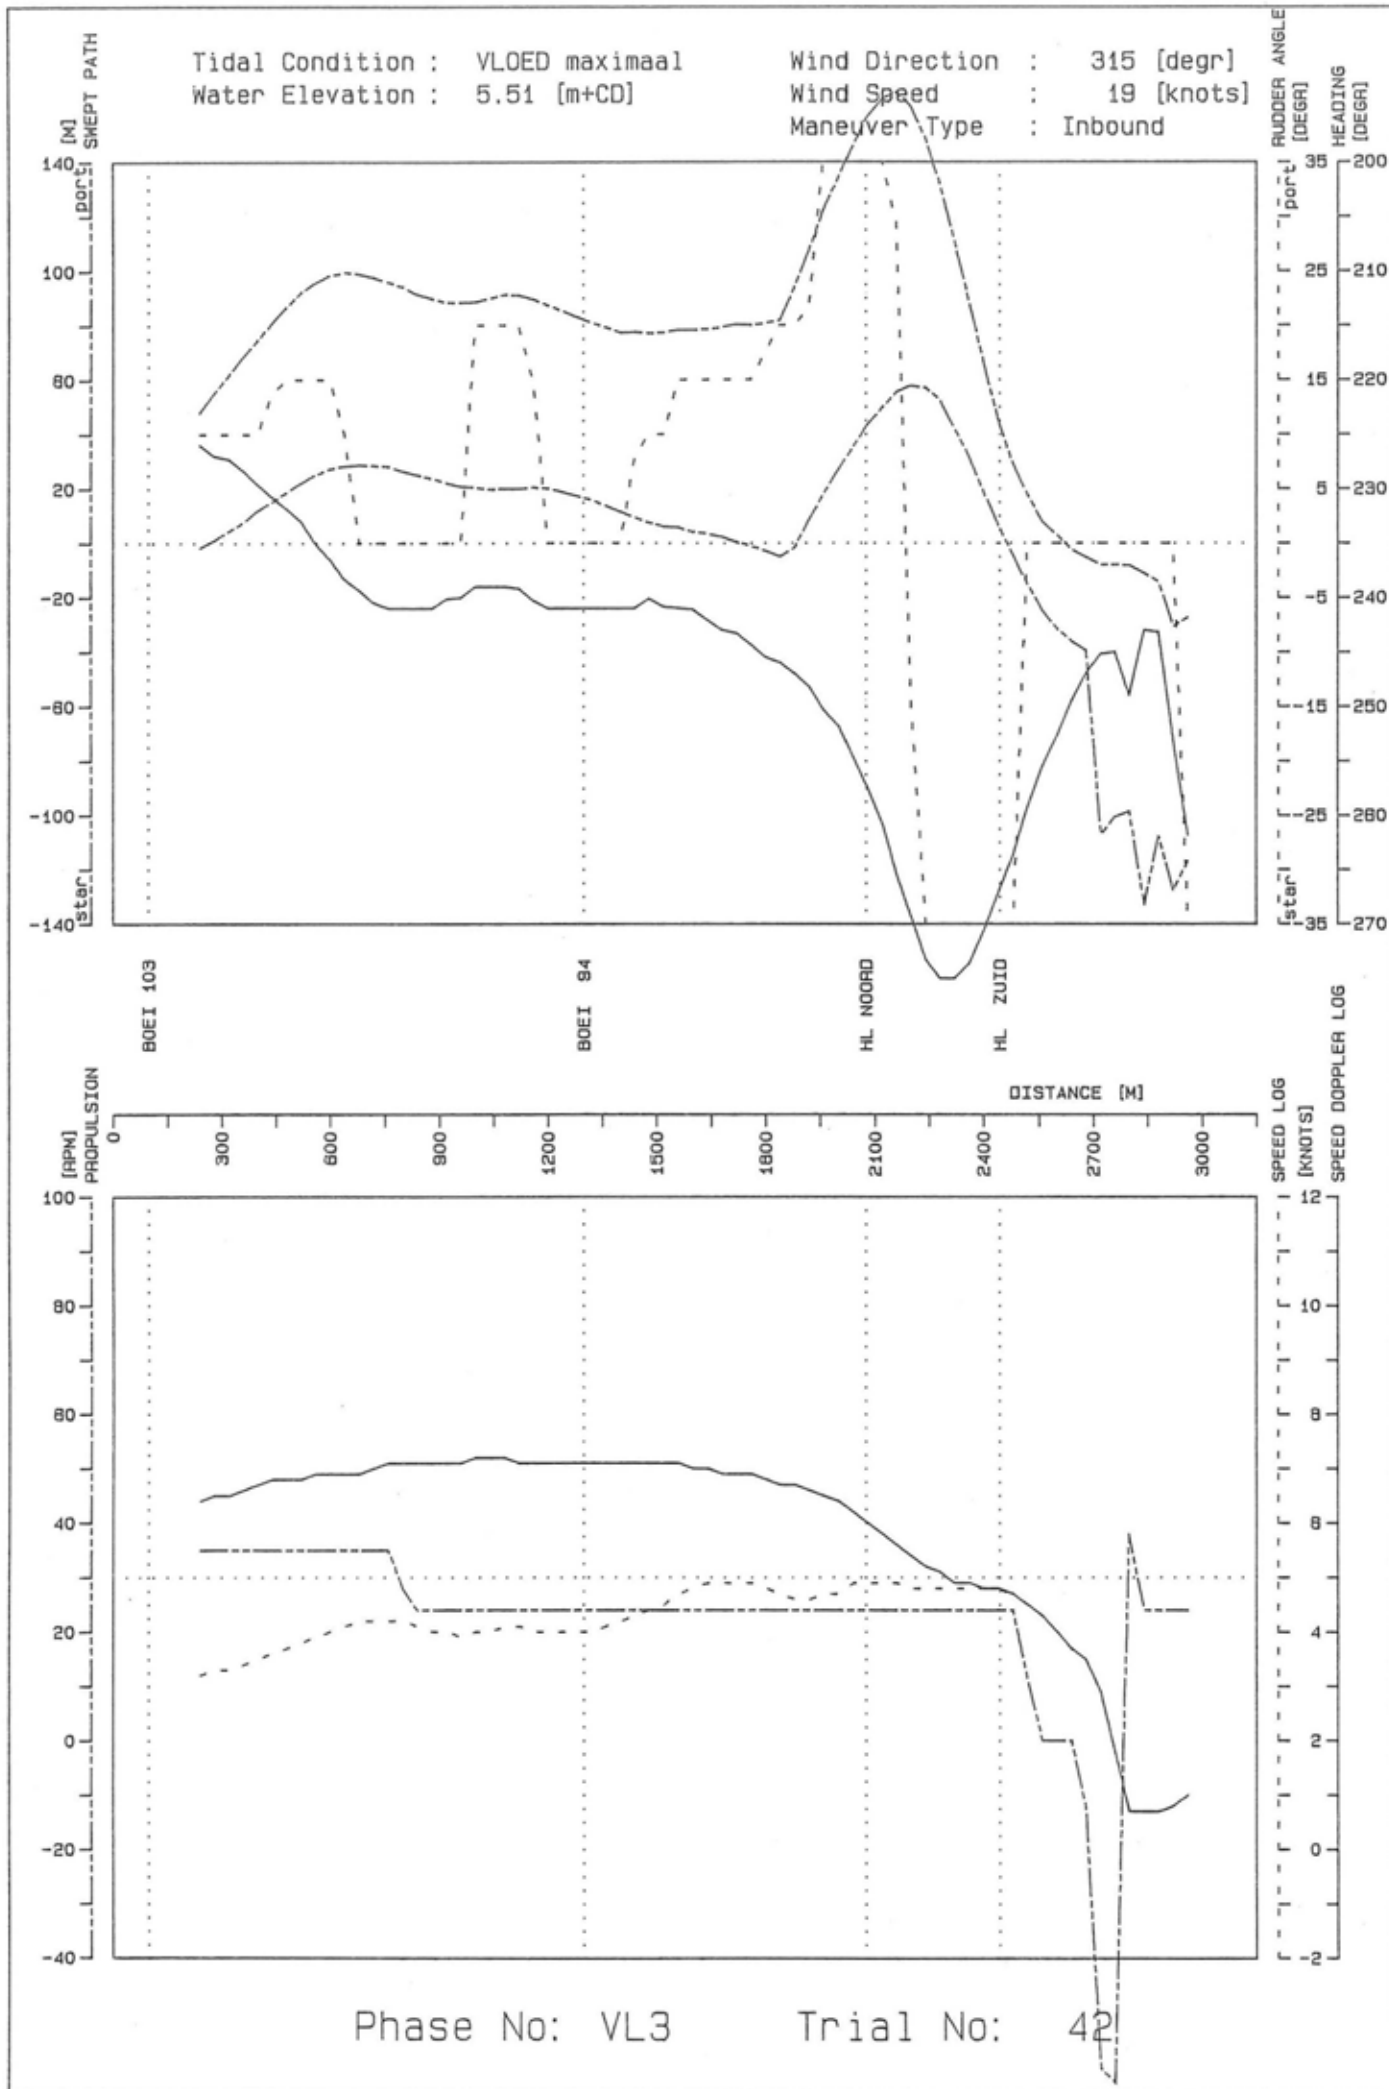 Tidal Condition : VLOED maximaal Wind Direction : 315 [degr]
Water Elevation : 5.51 [m+CD] Wind Speed : 19 [knots]
Maneuver Type : Inbound
[M]
SWEPT PATH
RUDDER ANGLE
[DEGR]
HEADING
[DEGR]
140 port 35 port 200
100 25 210
60 15 220
20 5 230
-20 -5 240
-60 -15 250
-100 -25 260
-140 star -35 star 270
BOEI 103
BOEI 94
HL NOORD
HL ZUID
DISTANCE [M]
0 300 600 900 1200 1500 1800 2100 2400 2700 3000
[RPM]
PROPULSION
SPEED LOG
[KNOTS]
SPEED DOPPLER LOG
100 12
80 10
60 8
40 6
20 4
0 2
-20 0
-40 -2
Phase No: VL3 Trial No: 42